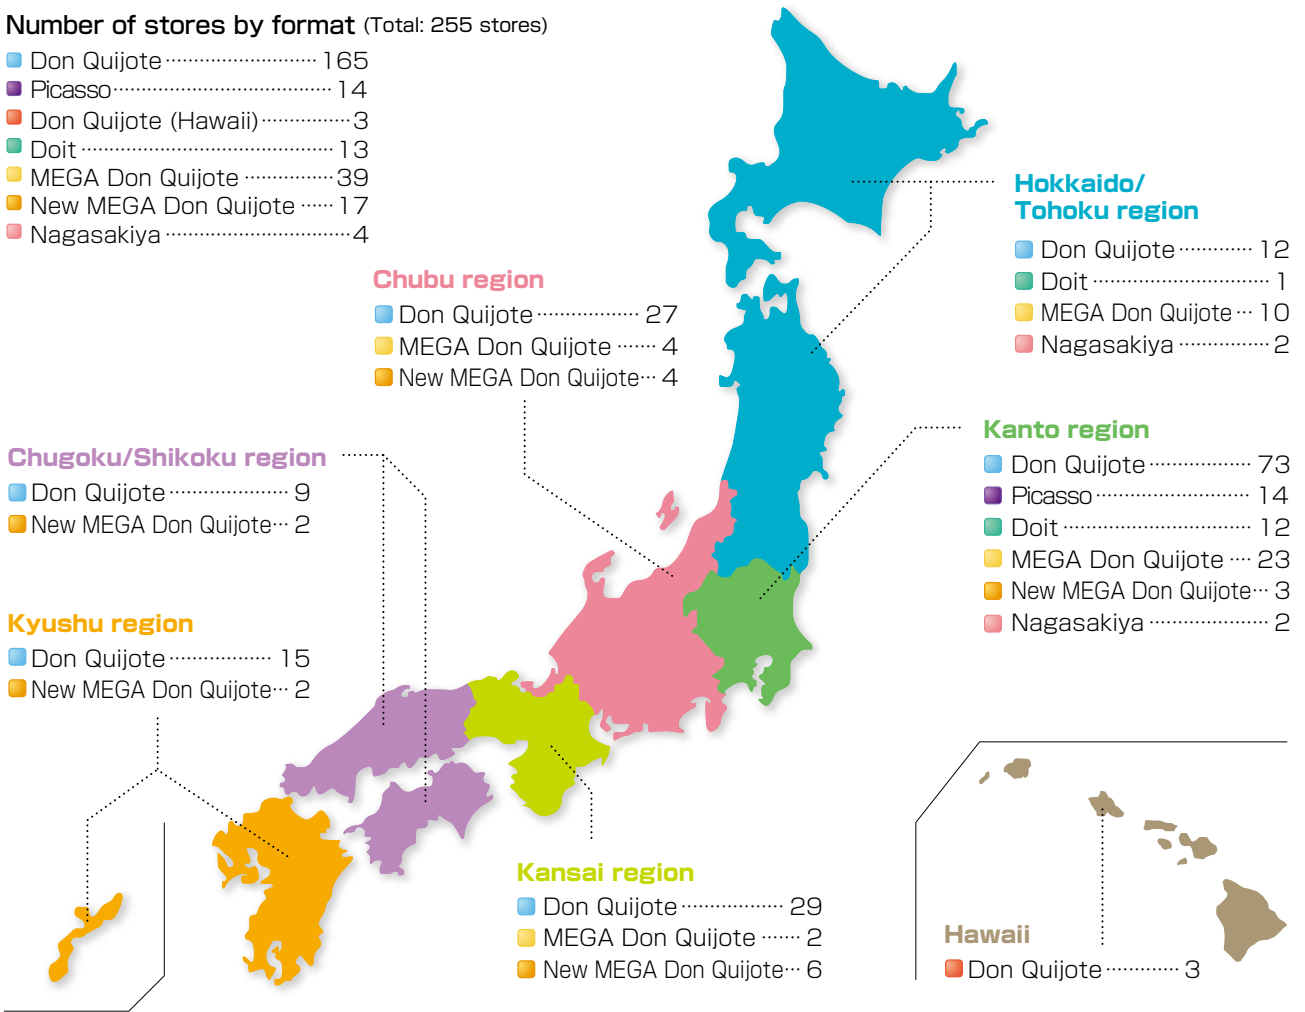 Number of stores by format (Total: 255 stores)
Don Quijote 165
Picasso 14
Don Quijote (Hawaii) 3
Doit 13
MEGA Don Quijote 39
New MEGA Don Quijote 17
Nagasakiya 4
Hokkaido/
Tohoku region
Don Quijote 12
Doit 1
MEGA Don Quijote 10
Nagasakiya 2
Chubu region
Don Quijote 27
MEGA Don Quijote 4
New MEGA Don Quijote 4
Kanto region
Don Quijote 73
Picasso 14
Doit 12
MEGA Don Quijote 23
New MEGA Don Quijote 3
Nagasakiya 2
Chugoku/Shikoku region
Don Quijote 9
New MEGA Don Quijote 2
Kyushu region
Don Quijote 15
New MEGA Don Quijote 2
Kansai region
Don Quijote 29
MEGA Don Quijote 2
New MEGA Don Quijote 6
Hawaii
Don Quijote 3